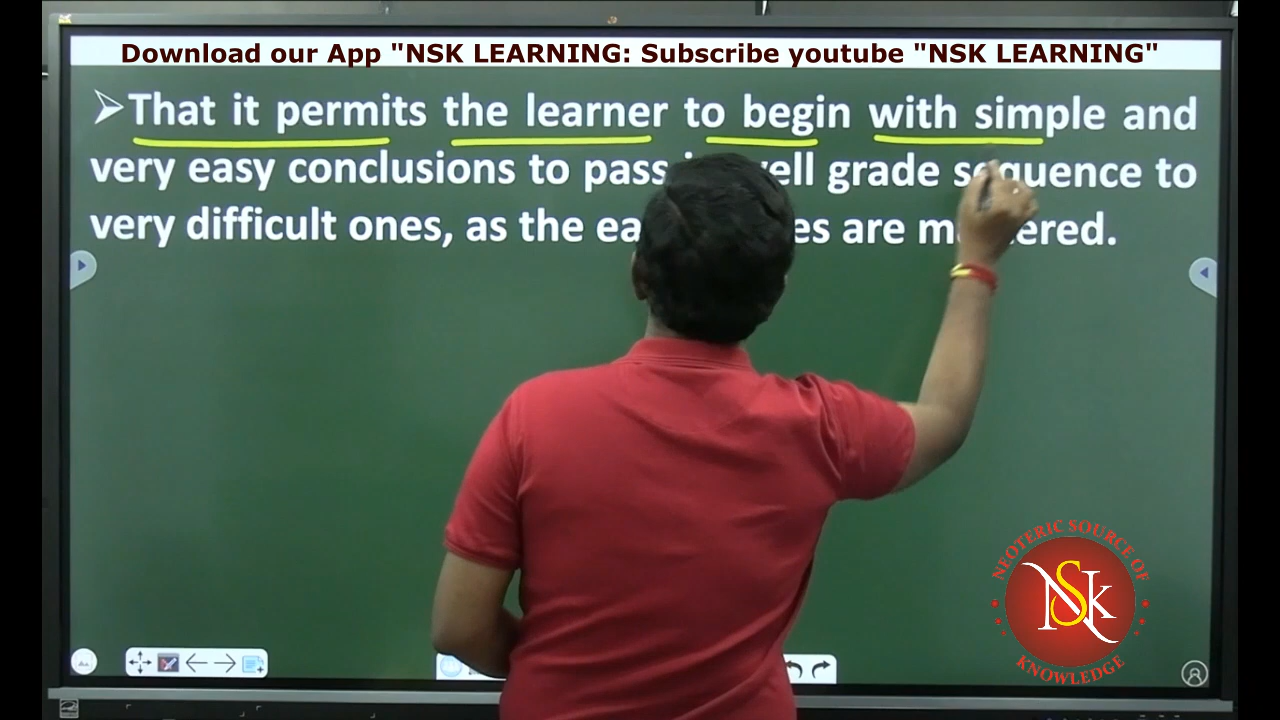 Download our App "NSK LEARNING: Subscribe youtube "NSK LEARNING"
That it permits the learner to begin with simple and
very easy conclusions to pass well grade sequence to
very difficult ones, as the are mastered.
NEOTERIC SOURCE OF
NSK
KNOWLEDGE